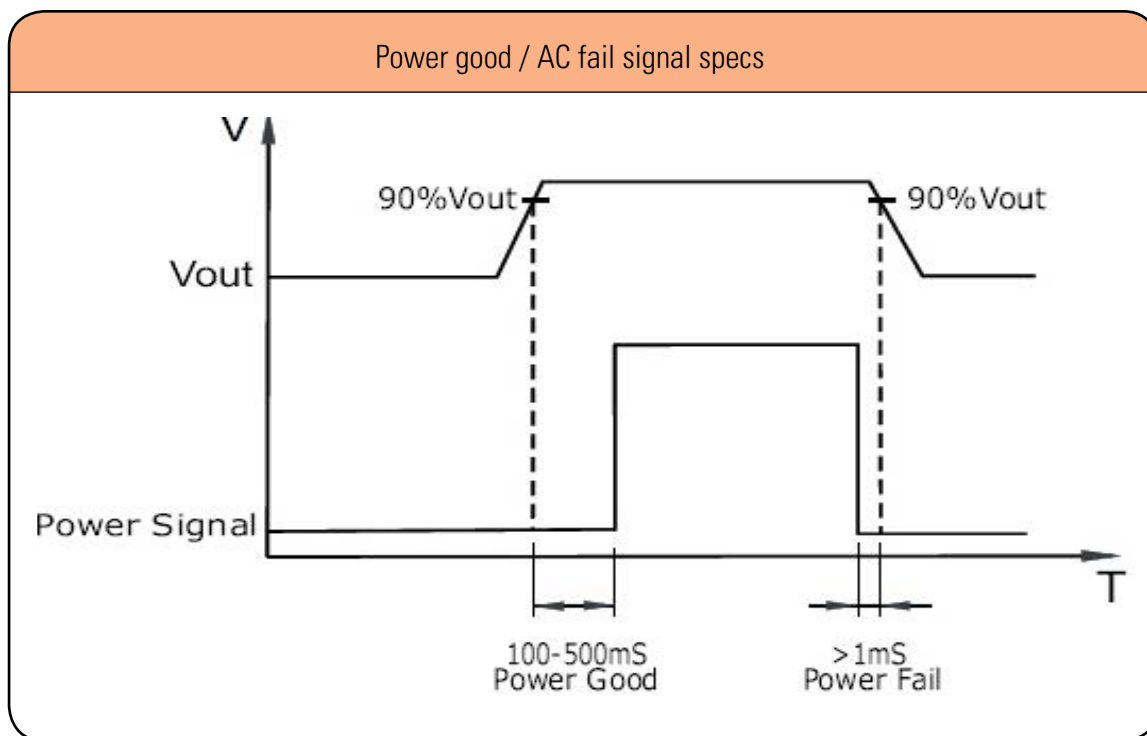 Power good / AC fail signal specs
V
90%Vout
90%Vout
Vout
Power Signal
T
100-500mS
Power Good
>1mS
Power Fail